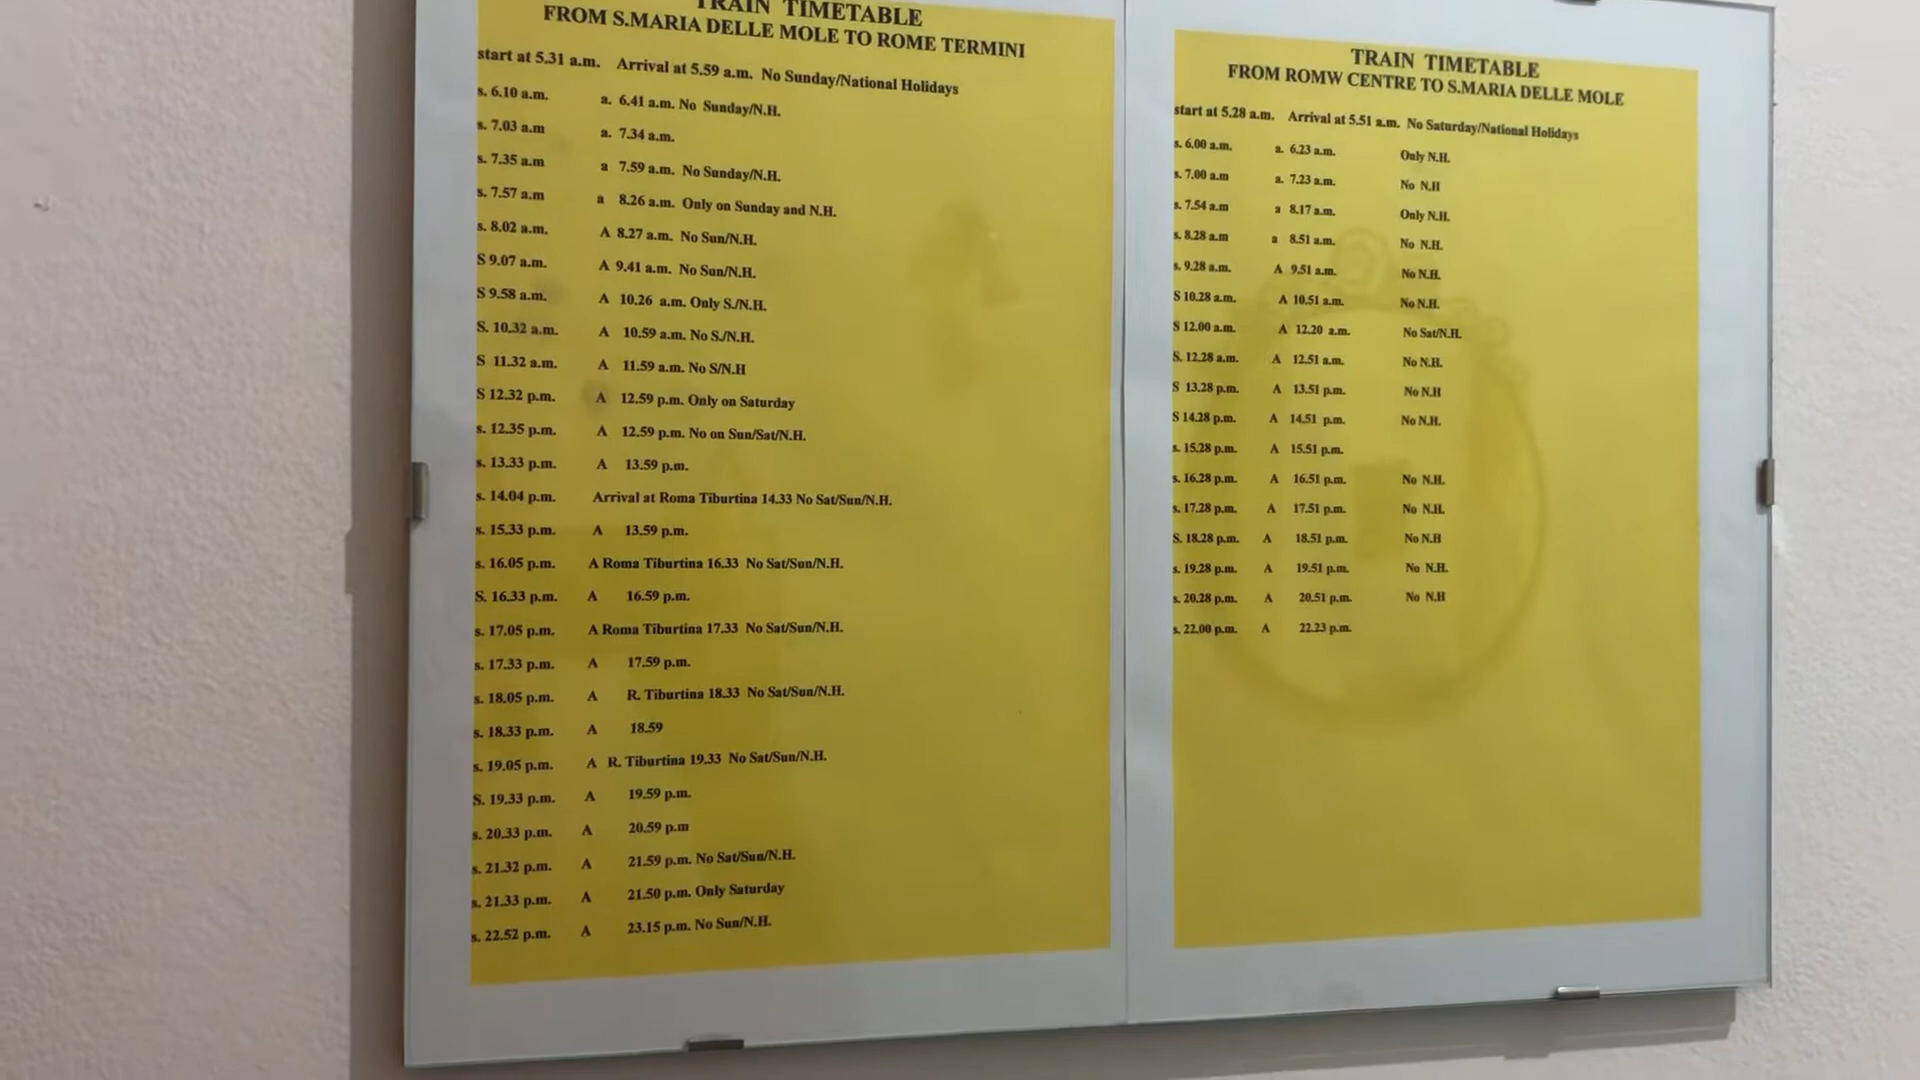 TRAIN TIMETABLE
FROM S.MARIA DELLE MOLE TO ROME TERMINI
start at 5.31 a.m. Arrival at 5.59 a.m. No Sunday/National Holidays
s. 6.10 a.m. a. 6.41 a.m. No Sunday/N.H.
s. 7.03 a.m a. 7.34 a.m.
s. 7.35 a.m a 7.59 a.m. No Sunday/N.H.
s. 7.57 a.m a 8.26 a.m. Only on Sunday and N.H.
s. 8.02 a.m. A 8.27 a.m. No Sun/N.H.
S 9.07 a.m. A 9.41 a.m. No Sun/N.H.
S 9.58 a.m. A 10.26 a.m. Only S./N.H.
S. 10.32 a.m. A 10.59 a.m. No S./N.H.
S 11.32 a.m. A 11.59 a.m. No S/N.H
S 12.32 p.m. A 12.59 p.m. Only on Saturday
s. 12.35 p.m. A 12.59 p.m. No on Sun/Sat/N.H.
s. 13.33 p.m. A 13.59 p.m.
s. 14.04 p.m. Arrival at Roma Tiburtina 14.33 No Sat/Sun/N.H.
s. 15.33 p.m. A 13.59 p.m.
s. 16.05 p.m. A Roma Tiburtina 16.33 No Sat/Sun/N.H.
S. 16.33 p.m. A 16.59 p.m.
s. 17.05 p.m. A Roma Tiburtina 17.33 No Sat/Sun/N.H.
s. 17.33 p.m. A 17.59 p.m.
s. 18.05 p.m. A R. Tiburtina 18.33 No Sat/Sun/N.H.
s. 18.33 p.m. A 18.59
s. 19.05 p.m. A R. Tiburtina 19.33 No Sat/Sun/N.H.
S. 19.33 p.m. A 19.59 p.m.
s. 20.33 p.m. A 20.59 p.m
s. 21.32 p.m. A 21.59 p.m. No Sat/Sun/N.H.
s. 21.33 p.m. A 21.50 p.m. Only Saturday
s. 22.52 p.m. A 23.15 p.m. No Sun/N.H.
TRAIN TIMETABLE
FROM ROMW CENTRE TO S.MARIA DELLE MOLE
start at 5.28 a.m. Arrival at 5.51 a.m. No Saturday/National Holidays
s. 6.00 a.m. a. 6.23 a.m. Only N.H.
s. 7.00 a.m a. 7.23 a.m. No N.H
s. 7.54 a.m a 8.17 a.m. Only N.H.
s. 8.28 a.m a 8.51 a.m. No N.H.
s. 9.28 a.m. A 9.51 a.m. No N.H.
S 10.28 a.m. A 10.51 a.m. No N.H.
S 12.00 a.m. A 12.20 a.m. No Sat/N.H.
S. 12.28 a.m. A 12.51 a.m. No N.H.
S 13.28 p.m. A 13.51 p.m. No N.H
S 14.28 p.m. A 14.51 p.m. No N.H.
s. 15.28 p.m. A 15.51 p.m.
s. 16.28 p.m. A 16.51 p.m. No N.H.
s. 17.28 p.m. A 17.51 p.m. No N.H.
S. 18.28 p.m. A 18.51 p.m. No N.H
s. 19.28 p.m. A 19.51 p.m. No N.H.
s. 20.28 p.m. A 20.51 p.m. No N.H
s. 22.00 p.m. A 22.23 p.m.